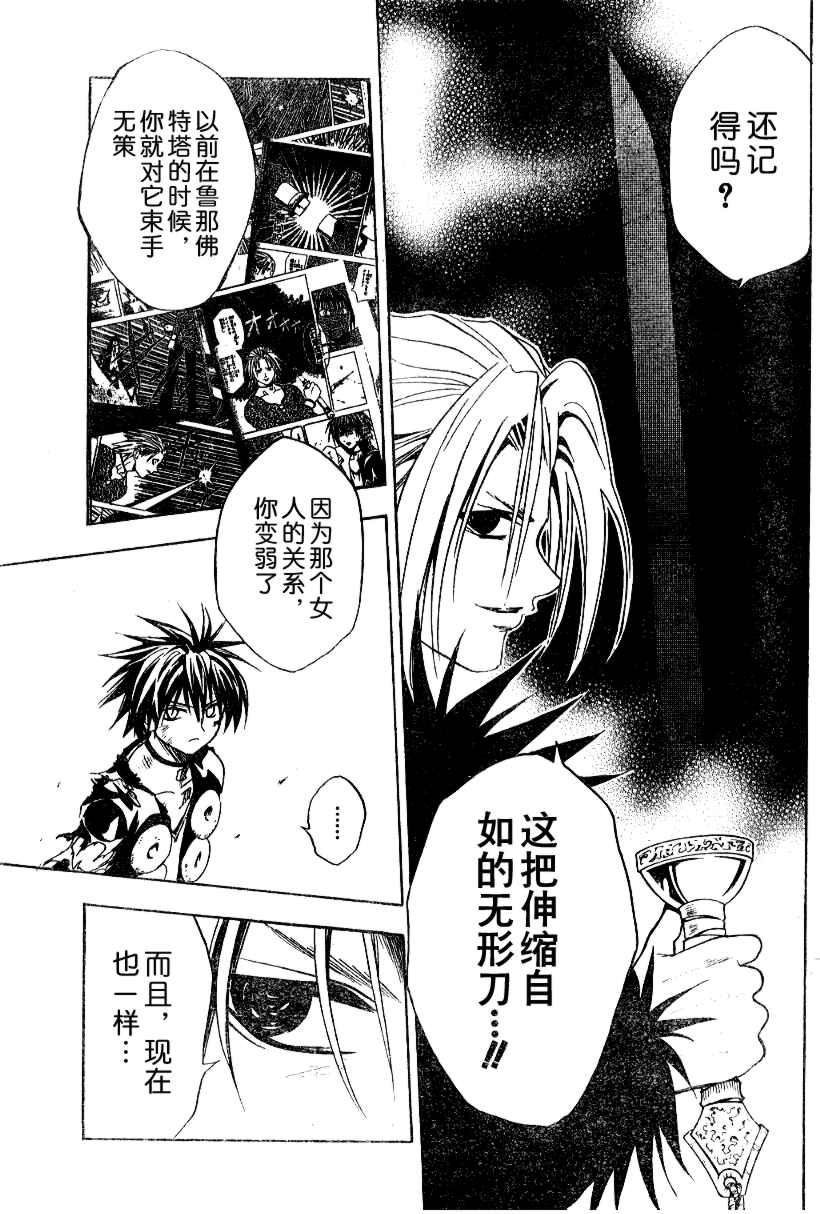 还记
得吗？
这把伸缩自
如的无形刀…!!
以前在鲁那佛
特塔的时候，
你就对它束手
无策
因为那个女
人的关系，
你变弱了
……
而且，现在
也一样…